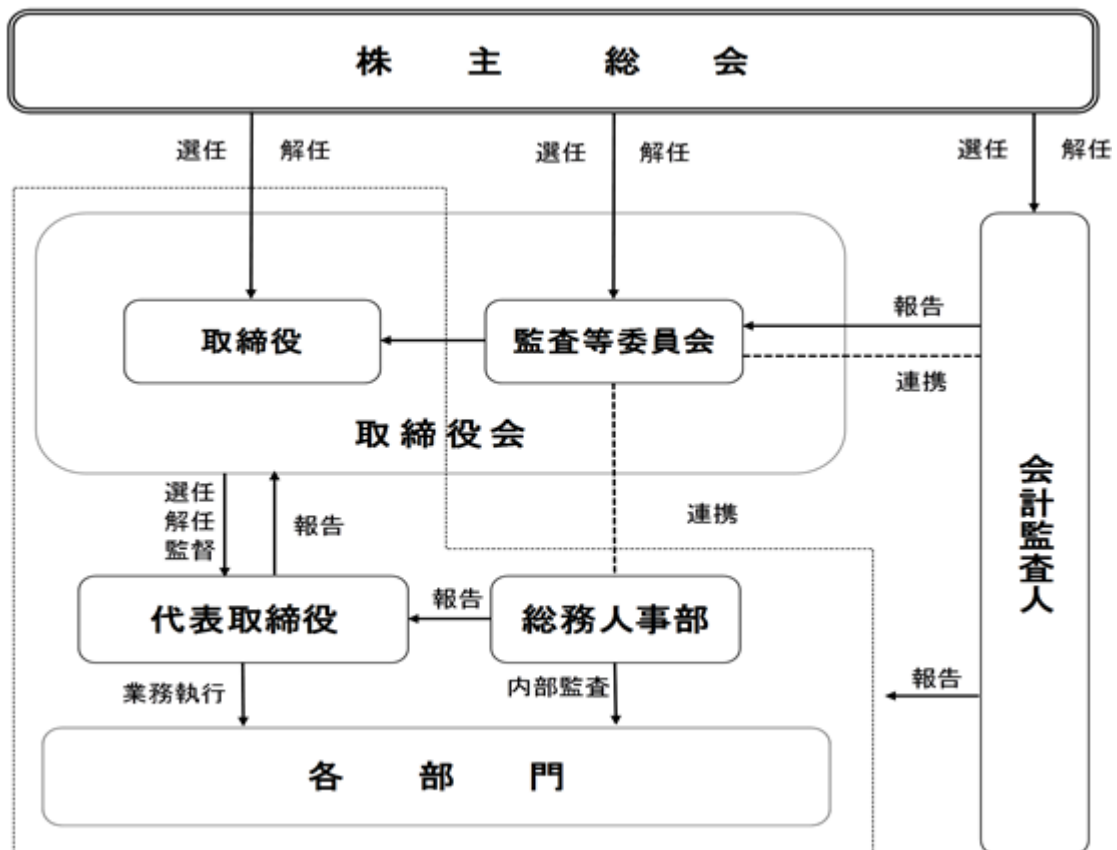 株主総会
選任 解任
選任 解任
選任 解任
取締役
監査等委員会
報告
連携
取締役会
選任
解任
監督
報告
連携
会計監査人
代表取締役
報告
総務人事部
業務執行
内部監査
報告
各部門